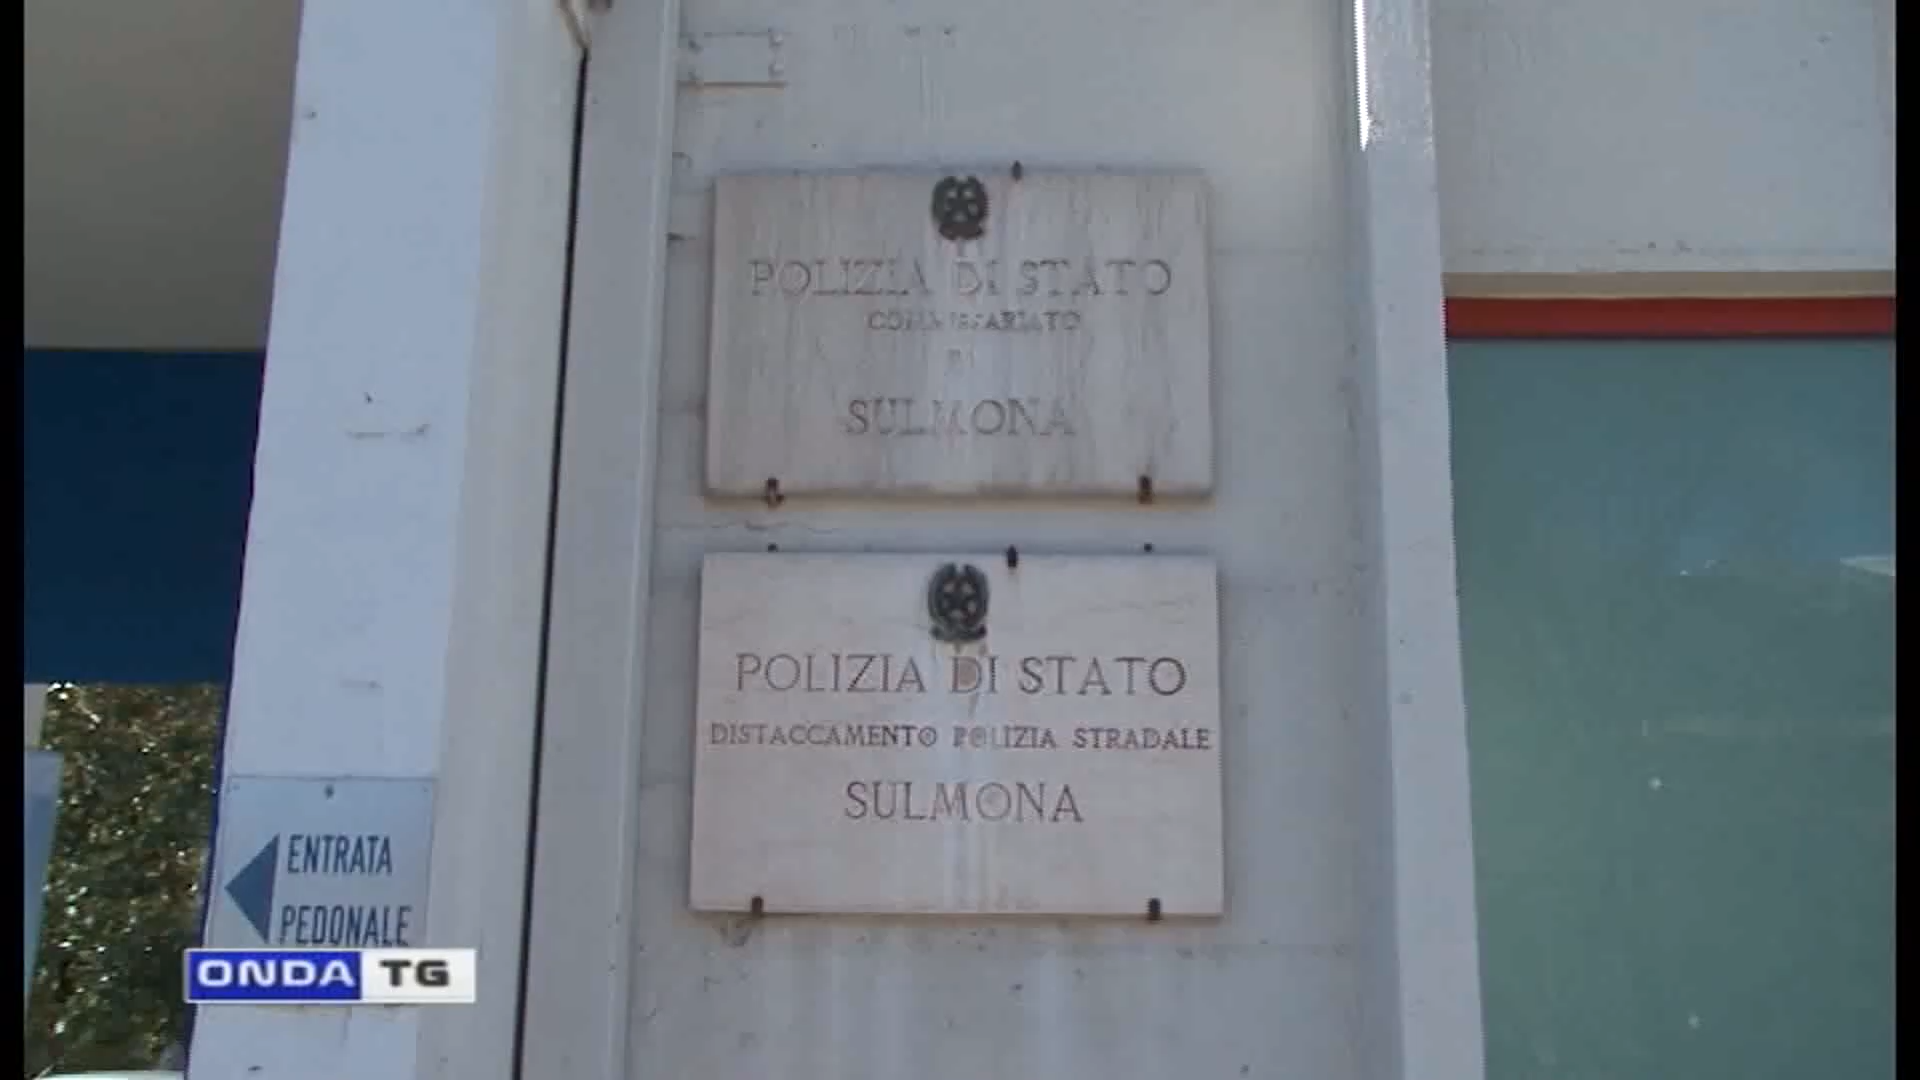 POLIZIA DI STATO
COMMISSARIATO
DI
SULMONA
POLIZIA DI STATO
DISTACCAMENTO POLIZIA STRADALE
SULMONA
ENTRATA
PEDONALE
ONDA TG